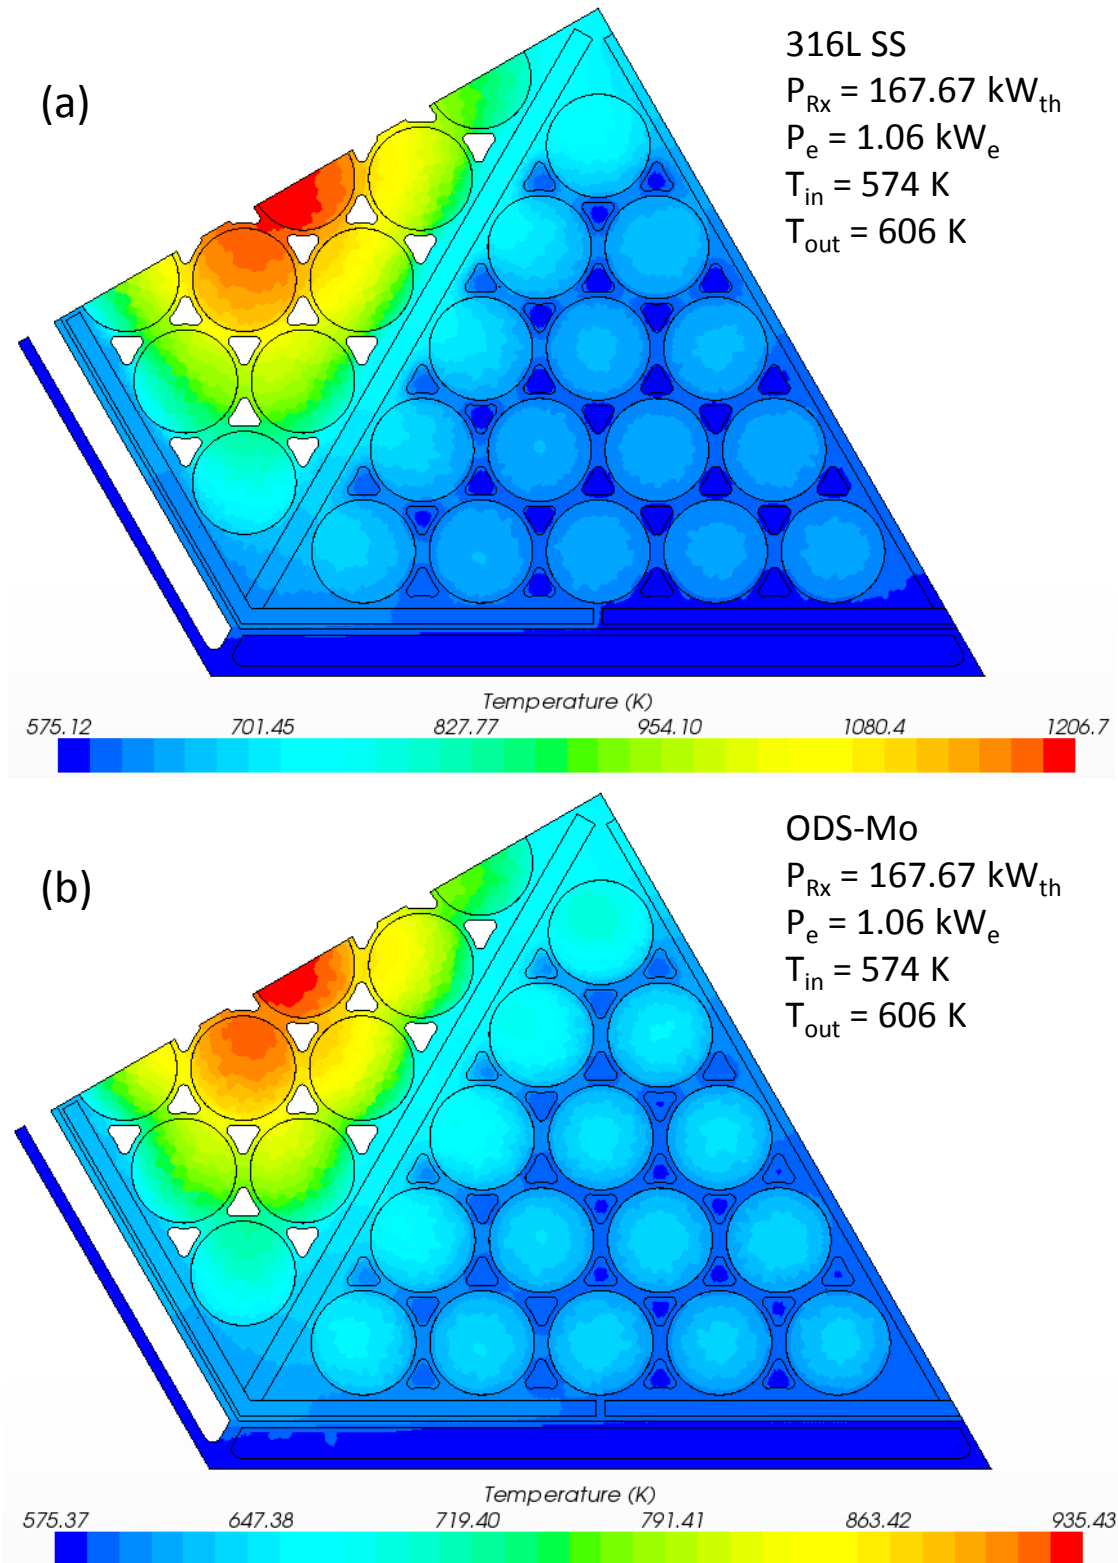 (a)
316L SS
P_Rx = 167.67 kW_th
P_e = 1.06 kW_e
T_in = 574 K
T_out = 606 K
Temperature (K)
575.12 701.45 827.77 954.10 1080.4 1206.7
(b)
ODS-Mo
P_Rx = 167.67 kW_th
P_e = 1.06 kW_e
T_in = 574 K
T_out = 606 K
Temperature (K)
575.37 647.38 719.40 791.41 863.42 935.43